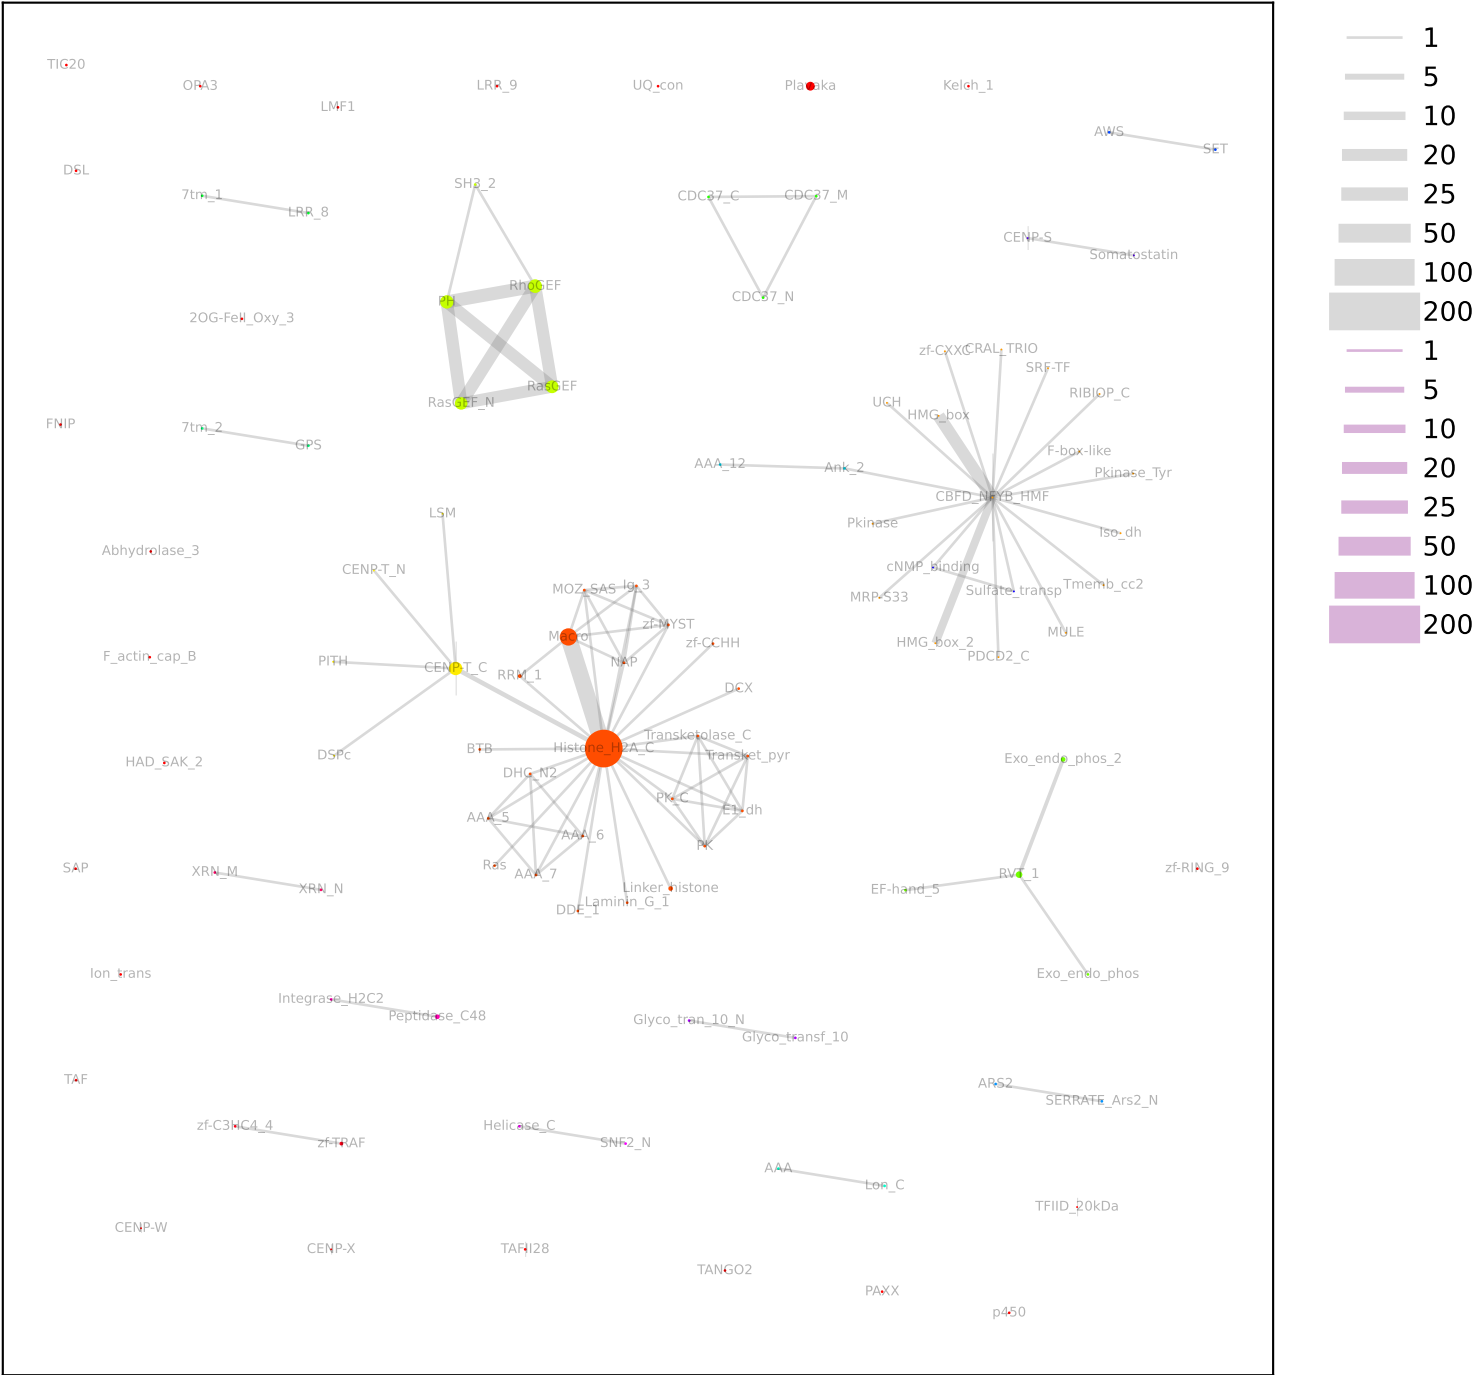 TIC20
OPA3
LRR_9
UQ_con
Plavaka
Kelch_1
LMF1
AWS
SET
DSL
7tm_1
LRR_8
SH3_2
CDC37_C
CDC37_M
CENP-S
Somatostatin
RhoGEF
PH
CDC37_N
2OG-FeII_Oxy_3
zf-CXXC
CRAL_TRIO
SRF-TF
RasGEF
RasGEF_N
UCH
RIBIOP_C
HMG_box
FNIP
7tm_2
GPS
F-box-like
AAA_12
Ank_2
Pkinase_Tyr
CBFD_NFYB_HMF
LSM
Pkinase
Iso_dh
Abhydrolase_3
CENP-T_N
cNMP_binding
MOZ_SAS
Ig_3
Tmemb_cc2
Sulfate_transp
MRP-S33
zf-MYST
Macro
zf-CCHH
HMG_box_2
MULE
F_actin_cap_B
PITH
CENP-T_C
RRM_1
NAP
PDCD2_C
DCX
Transketolase_C
Histone_H2A_C
Transket_pyr
BTB
DSPc
HAD_SAK_2
DHC_N2
Exo_endo_phos_2
PK_C
E1_dh
AAA_5
AAA_6
PK
SAP
XRN_M
XRN_N
Ras
AAA_7
Linker_histone
Laminin_G_1
DDE_1
EF-hand_5
RVT_1
zf-RING_9
Ion_trans
Exo_endo_phos
Integrase_H2C2
Peptidase_C48
Glyco_tran_10_N
Glyco_transf_10
TAF
ARS2
SERRATE_Ars2_N
zf-C3HC4_4
zf-TRAF
Helicase_C
SNF2_N
AAA
Lon_C
TFIID_20kDa
CENP-W
CENP-X
TAFII28
TANGO2
PAXX
p450
1
5
10
20
25
50
100
200
1
5
10
20
25
50
100
200